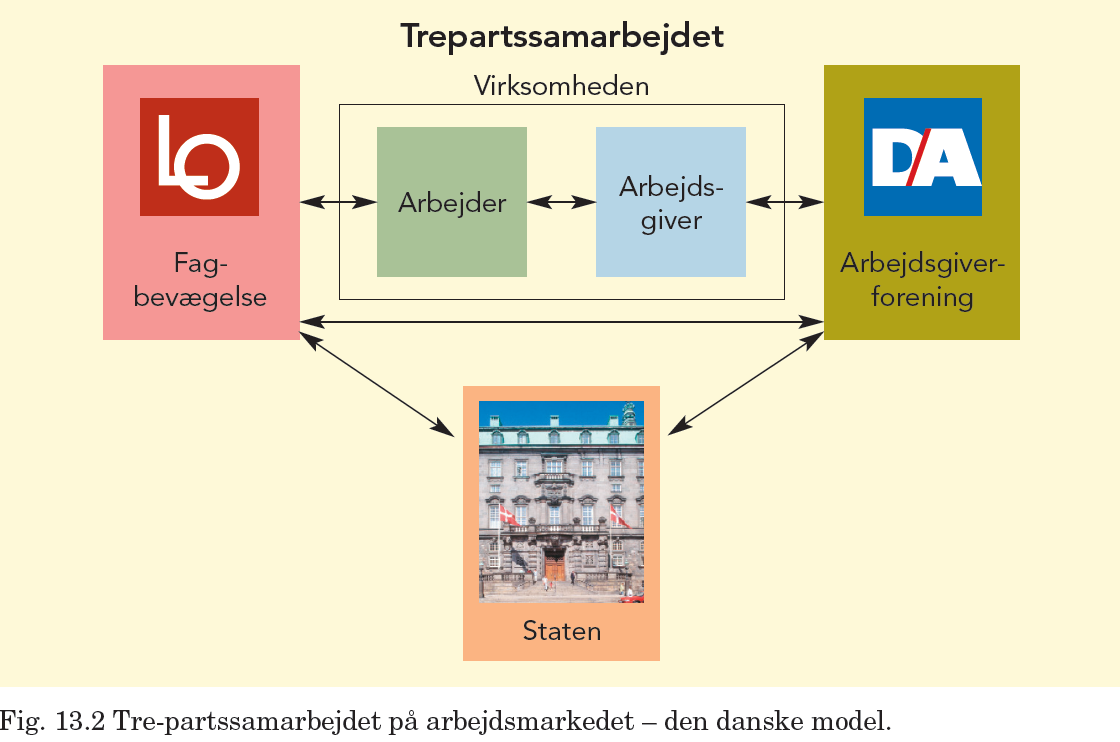 Trepartssamarbejdet
Virksomheden
LO
Fag-
bevægelse
Arbejder
Arbejds-
giver
DA
Arbejdsgiver-
forening
Staten
Fig. 13.2 Tre-partssamarbejdet på arbejdsmarkedet – den danske model.